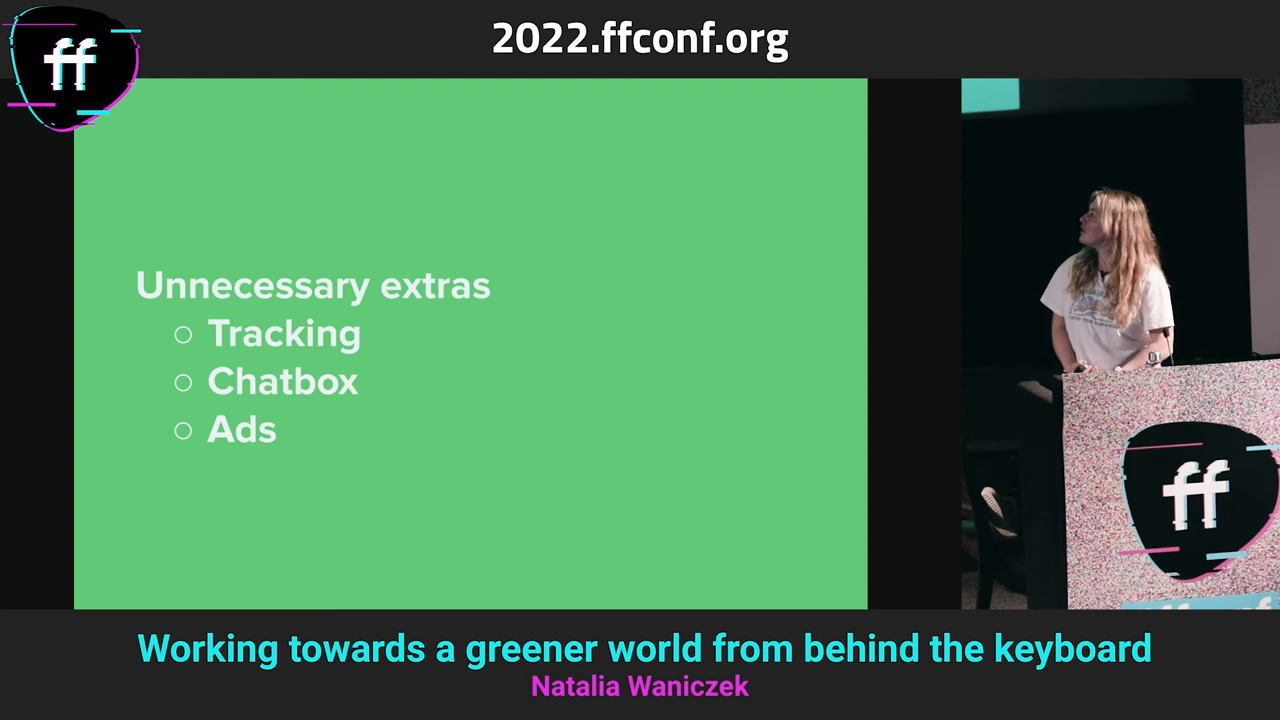 2022.ffconf.org
ff
Unnecessary extras
Tracking
Chatbox
Ads
ff
Working towards a greener world from behind the keyboard
Natalia Waniczek